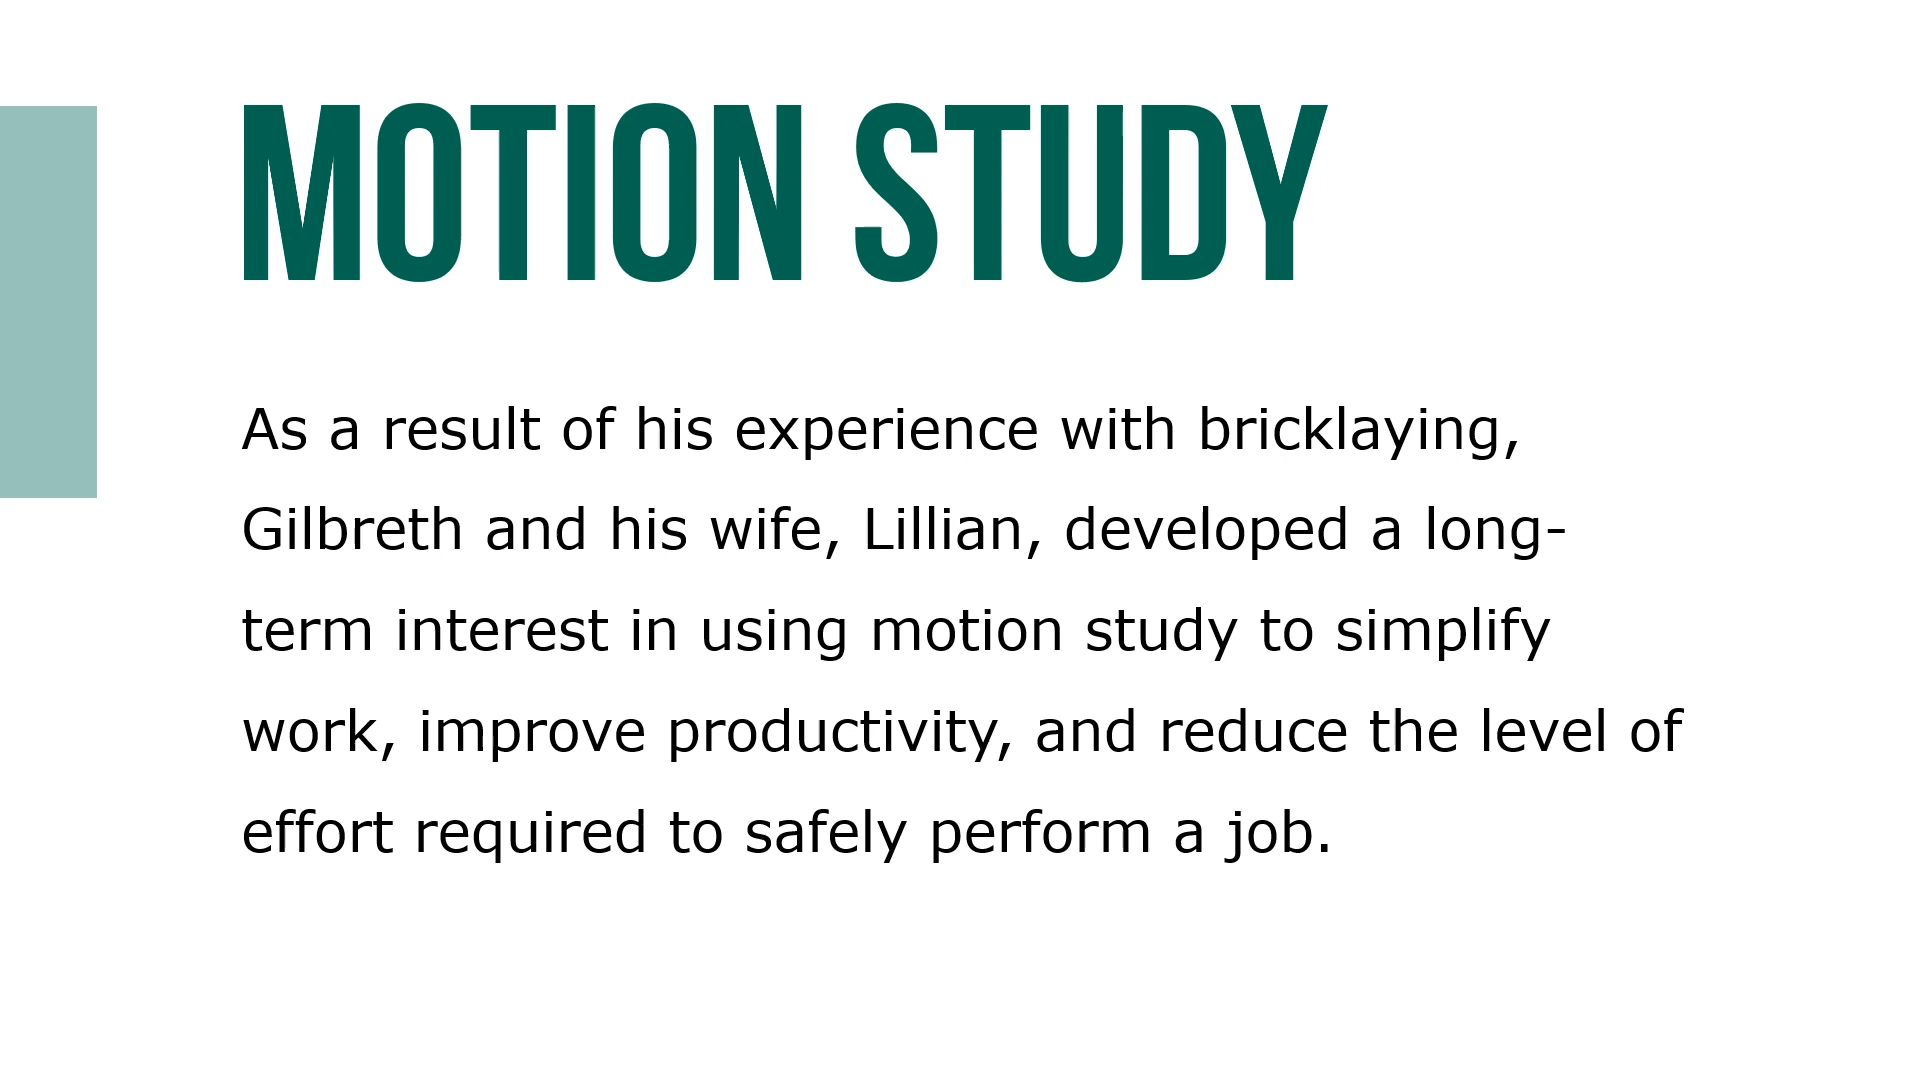 MOTION STUDY
As a result of his experience with bricklaying,
Gilbreth and his wife, Lillian, developed a long-
term interest in using motion study to simplify
work, improve productivity, and reduce the level of
effort required to safely perform a job.